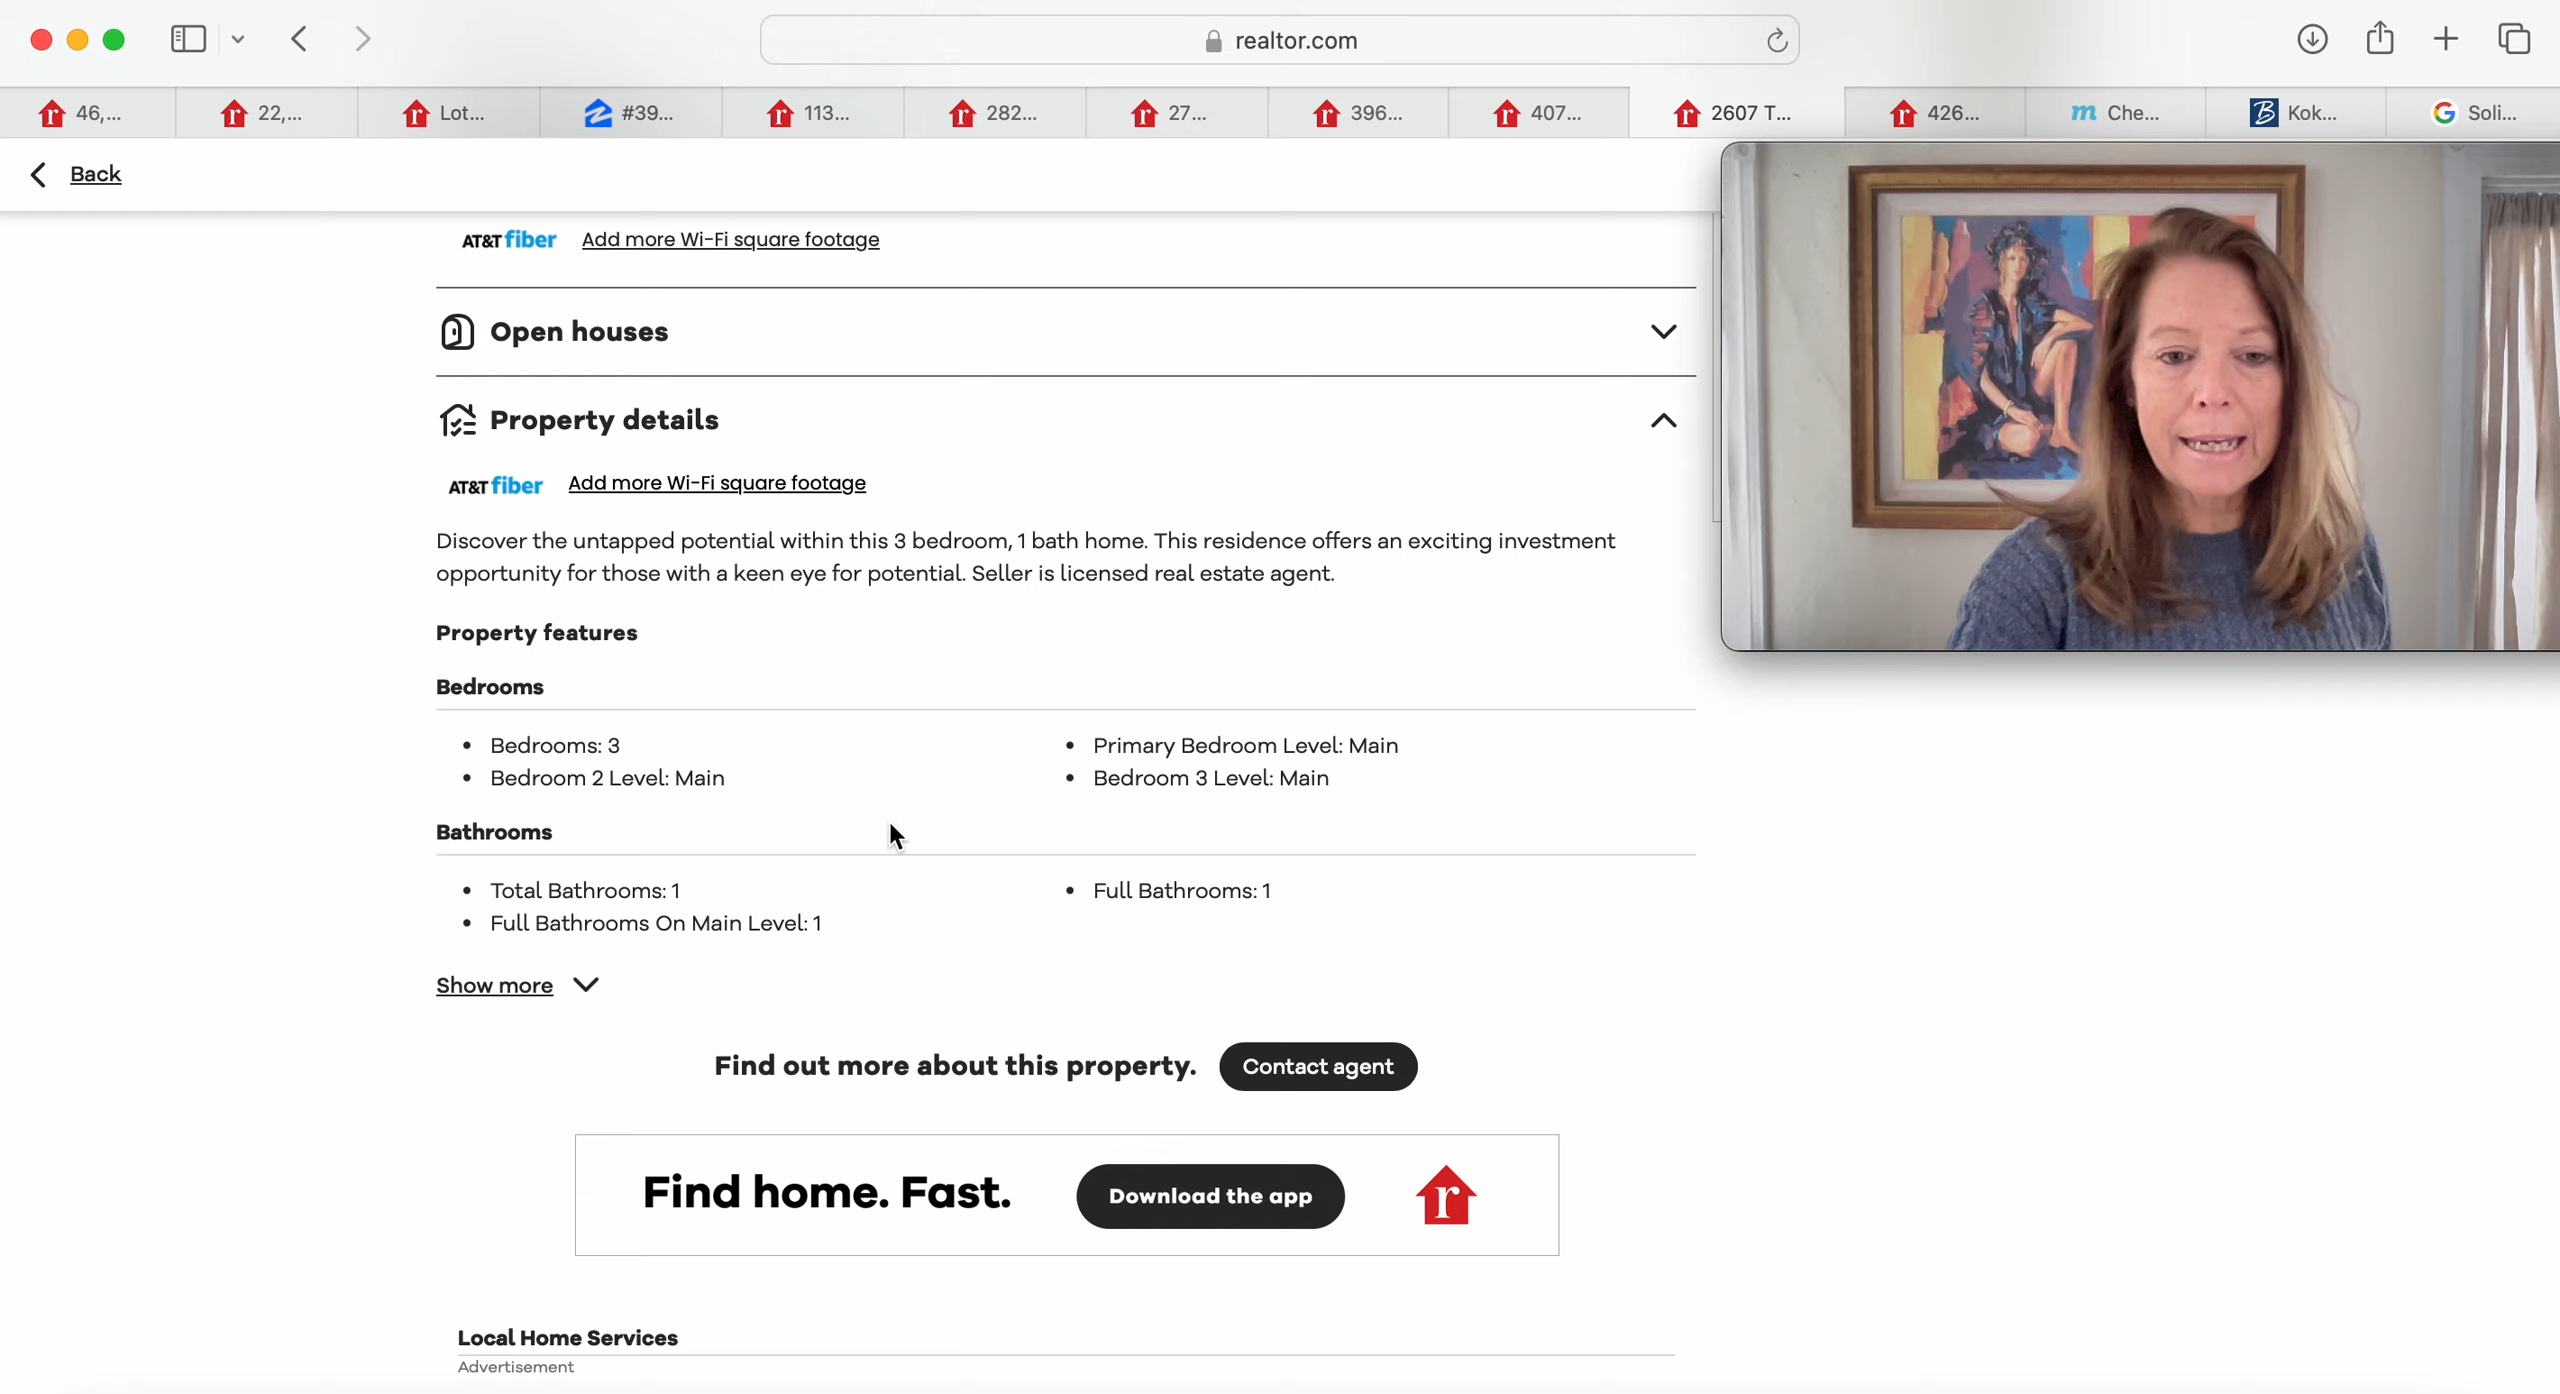 realtor.com
46,...
22,...
Lot...
#39...
113...
282...
27...
396...
407...
2607 T...
426...
m Che...
B Kok...
G Soli...
Back
AT&T fiber Add more Wi-Fi square footage
Open houses
Property details
AT&T fiber Add more Wi-Fi square footage
Discover the untapped potential within this 3 bedroom, 1 bath home. This residence offers an exciting investment
opportunity for those with a keen eye for potential. Seller is licensed real estate agent.
Property features
Bedrooms
• Bedrooms: 3
• Primary Bedroom Level: Main
• Bedroom 2 Level: Main
• Bedroom 3 Level: Main
Bathrooms
• Total Bathrooms: 1
• Full Bathrooms: 1
• Full Bathrooms On Main Level: 1
Show more
Find out more about this property. Contact agent
Find home. Fast. Download the app r
Local Home Services
Advertisement